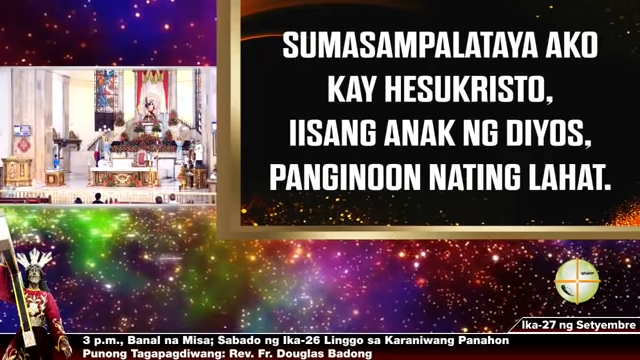 SUMASAMPALATAYA AKO
KAY HESUKRISTO,
IISANG ANAK NG DIYOS,
PANGINOON NATING LAHAT.
Ika-27 ng Setyembre
3 p.m., Banal na Misa; Sabado ng Ika-26 Linggo sa Karaniwang Panahon
Punong Tagapagdiwang: Rev. Fr. Douglas Badong